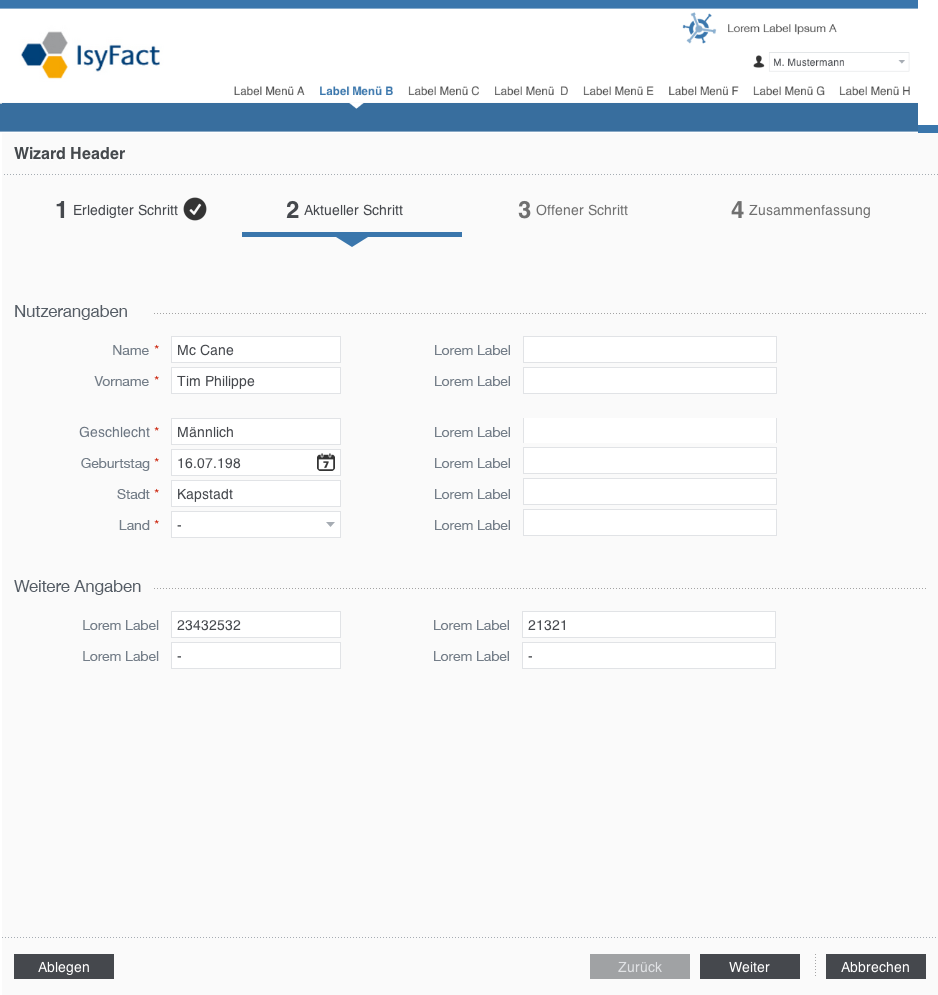 Lorem Label Ipsum A
IsyFact
M. Mustermann
Label Menü A Label Menü B Label Menü C Label Menü D Label Menü E Label Menü F Label Menü G Label Menü H
Wizard Header
1 Erledigter Schritt 2 Aktueller Schritt 3 Offener Schritt 4 Zusammenfassung
Nutzerangaben
Name * Mc Cane Lorem Label
Vorname * Tim Philippe Lorem Label
Geschlecht * Männlich Lorem Label
Geburtstag * 16.07.198 7 Lorem Label
Stadt * Kapstadt Lorem Label
Land * - Lorem Label
Weitere Angaben
Lorem Label 23432532 Lorem Label 21321
Lorem Label - Lorem Label -
Ablegen Zurück Weiter Abbrechen